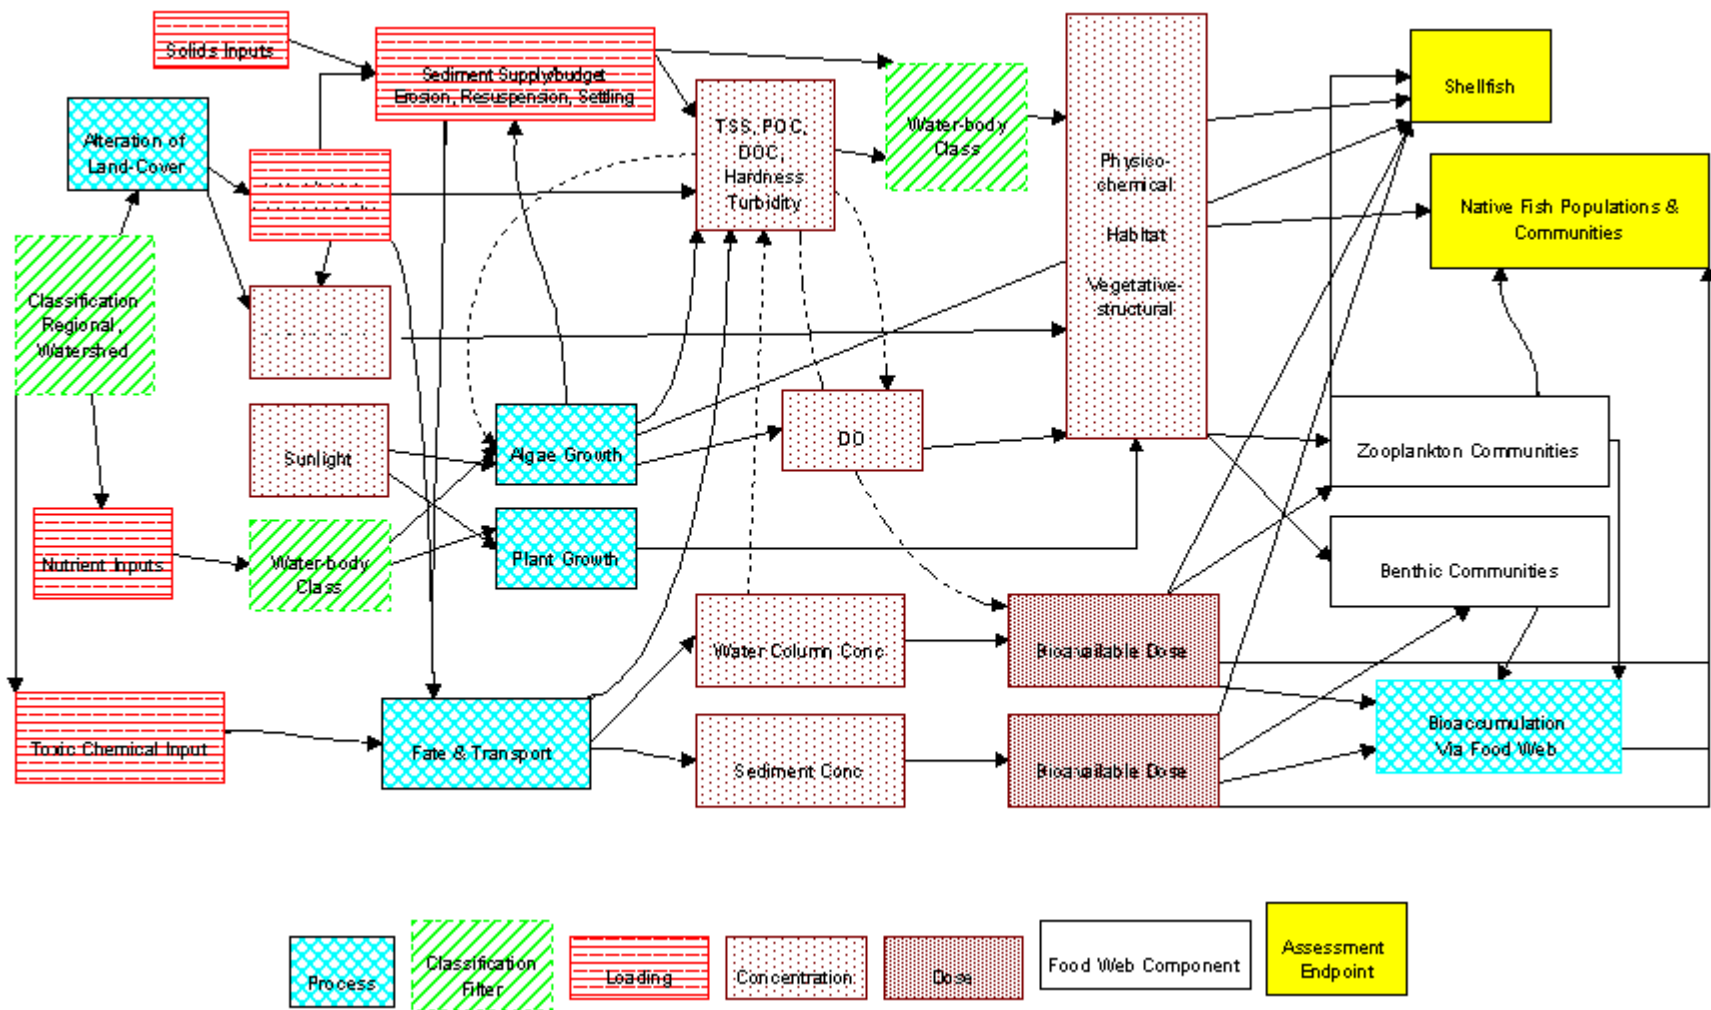 Solids Inputs
Sediment Supply/budget
Erosion, Resuspension, Settling
Shellfish
Alteration of
Land-Cover
TSS, POC,
DOC,
Hardness
Turbidity
Water-body
Class
Physico-
chemical
Habitat
Vegetative-
structural
Native Fish Populations &
Communities
Classification
Regional,
Watershed
Sunlight
Algae Growth
DO
Zooplankton Communities
Nutrient Inputs
Water-body
Class
Plant Growth
Benthic Communities
Water Column Conc
Bioavailable Dose
Toxic Chemical Input
Fate & Transport
Sediment Conc
Bioavailable Dose
Bioaccumulation
Via Food Web
Process
Classification
Filter
Loading
Concentration
Dose
Food Web Component
Assessment
Endpoint